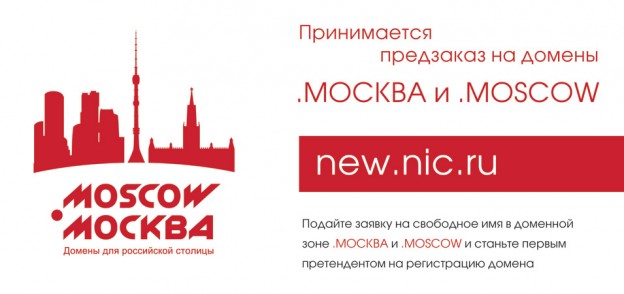 MOSCOW
.МОСКВА
Домены для российской столицы
Принимается
предзаказ на домены
.МОСКВА и .MOSCOW
new.nic.ru
Подайте заявку на свободное имя в доменной
зоне .МОСКВА и .MOSCOW и станьте первым
претендентом на регистрацию домена